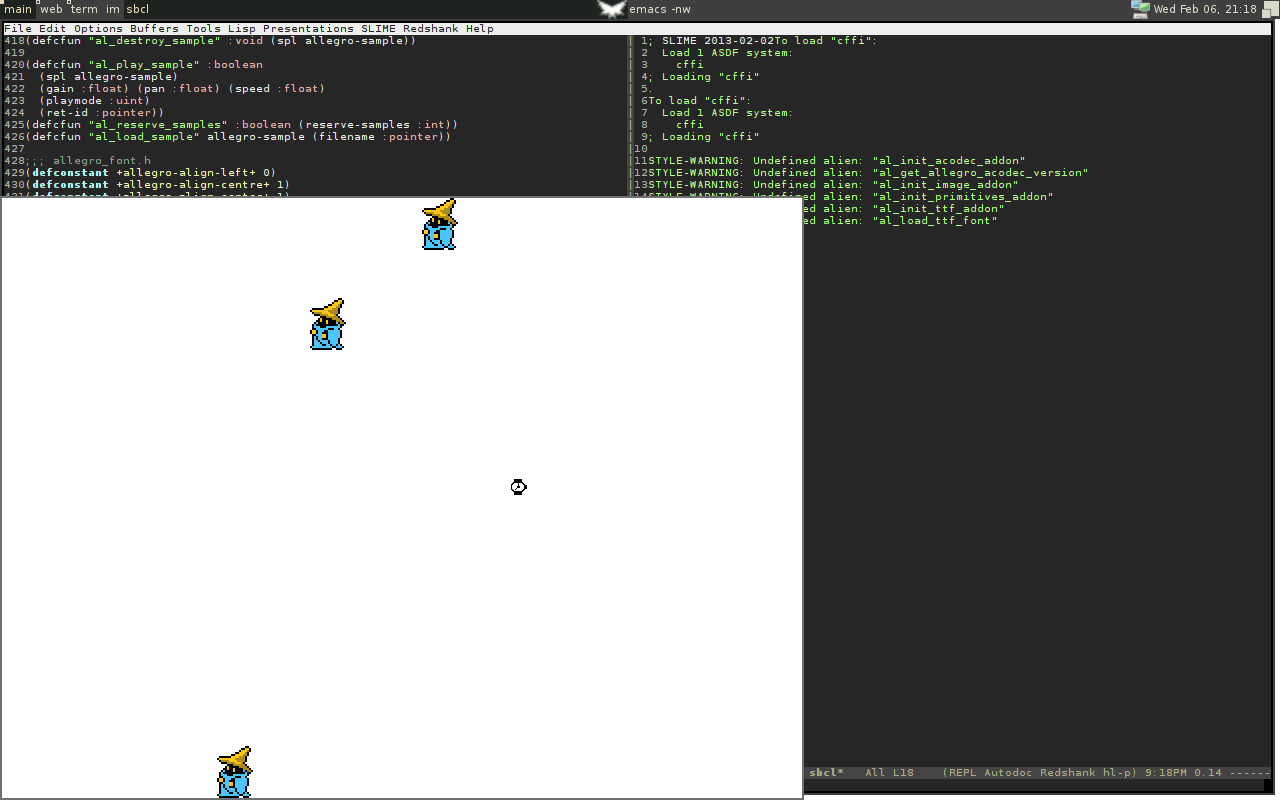 main web term im sbcl emacs -nw Wed Feb 06, 21:18
File Edit Options Buffers Tools Lisp Presentations SLIME Redshank Help
418(defcfun "al_destroy_sample" :void (spl allegro-sample))
419
420(defcfun "al_play_sample" :boolean
421  (spl allegro-sample)
422  (gain :float) (pan :float) (speed :float)
423  (playmode :uint)
424  (ret-id :pointer))
425(defcfun "al_reserve_samples" :boolean (reserve-samples :int))
426(defcfun "al_load_sample" allegro-sample (filename :pointer))
427
428;;; allegro_font.h
429(defconstant +allegro-align-left+ 0)
430(defconstant +allegro-align-centre+ 1)
1; SLIME 2013-02-02To load "cffi":
2  Load 1 ASDF system:
3    cffi
4; Loading "cffi"
5.
6To load "cffi":
7  Load 1 ASDF system:
8    cffi
9; Loading "cffi"
10
11STYLE-WARNING: Undefined alien: "al_init_acodec_addon"
12STYLE-WARNING: Undefined alien: "al_get_allegro_acodec_version"
13STYLE-WARNING: Undefined alien: "al_init_image_addon"
14STYLE-WARNING: Undefined alien: "al_init_primitives_addon"
ed alien: "al_init_ttf_addon"
ed alien: "al_load_ttf_font"
sbcl*   All L18    (REPL Autodoc Redshank hl-p) 9:18PM 0.14 ------